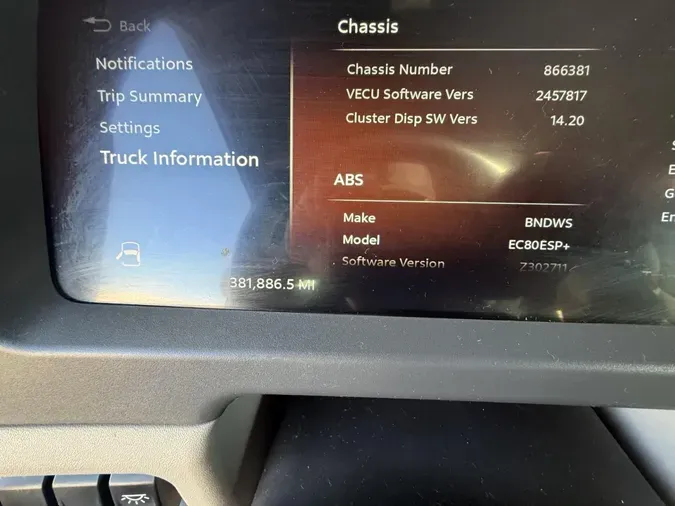 Back
Notifications
Trip Summary
Settings
Truck Information
381,886.5 MI
Chassis
Chassis Number 866381
VECU Software Vers 2457817
Cluster Disp SW Vers 14.20
ABS
Make BNDWS
Model EC80ESP+
Software Version Z302711